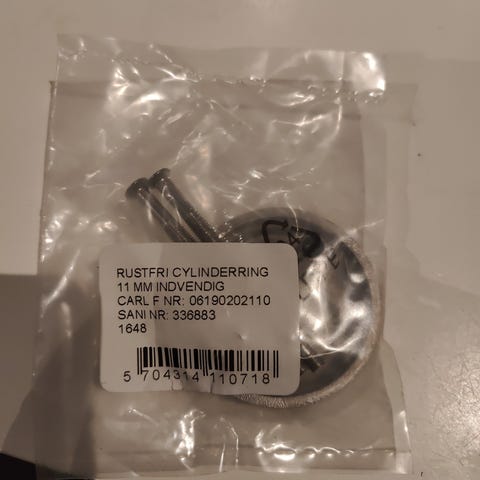 RUSTFRI CYLINDERRING
11 MM INDVENDIG
CARL F NR: 06190202110
SANI NR: 336883
1648
5 704314 110718